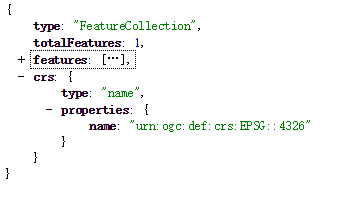 {
type: "FeatureCollection",
totalFeatures: 1,
+ features: […],
- crs: {
type: "name",
- properties: {
name: "urn:ogc:def:crs:EPSG::4326"
}
}
}